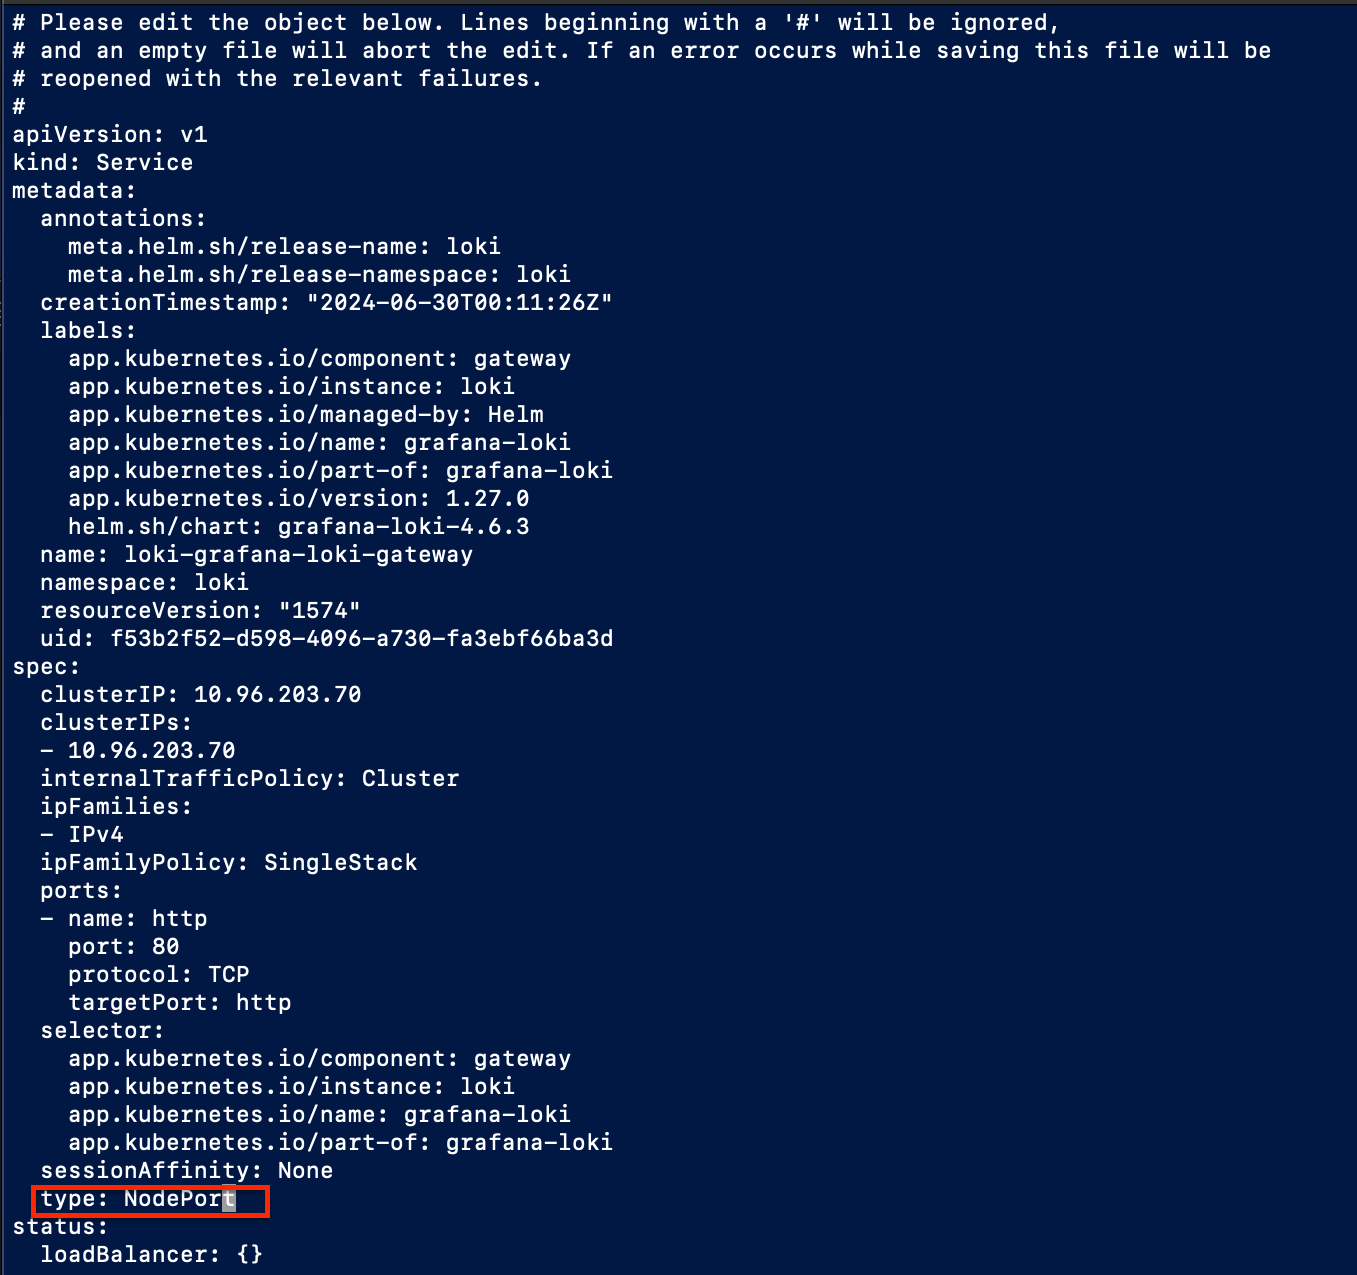 # Please edit the object below. Lines beginning with a '#' will be ignored,
# and an empty file will abort the edit. If an error occurs while saving this file will be
# reopened with the relevant failures.
#
apiVersion: v1
kind: Service
metadata:
  annotations:
    meta.helm.sh/release-name: loki
    meta.helm.sh/release-namespace: loki
  creationTimestamp: "2024-06-30T00:11:26Z"
  labels:
    app.kubernetes.io/component: gateway
    app.kubernetes.io/instance: loki
    app.kubernetes.io/managed-by: Helm
    app.kubernetes.io/name: grafana-loki
    app.kubernetes.io/part-of: grafana-loki
    app.kubernetes.io/version: 1.27.0
    helm.sh/chart: grafana-loki-4.6.3
  name: loki-grafana-loki-gateway
  namespace: loki
  resourceVersion: "1574"
  uid: f53b2f52-d598-4096-a730-fa3ebf66ba3d
spec:
  clusterIP: 10.96.203.70
  clusterIPs:
  - 10.96.203.70
  internalTrafficPolicy: Cluster
  ipFamilies:
  - IPv4
  ipFamilyPolicy: SingleStack
  ports:
  - name: http
    port: 80
    protocol: TCP
    targetPort: http
  selector:
    app.kubernetes.io/component: gateway
    app.kubernetes.io/instance: loki
    app.kubernetes.io/name: grafana-loki
    app.kubernetes.io/part-of: grafana-loki
  sessionAffinity: None
  type: NodePort
status:
  loadBalancer: {}